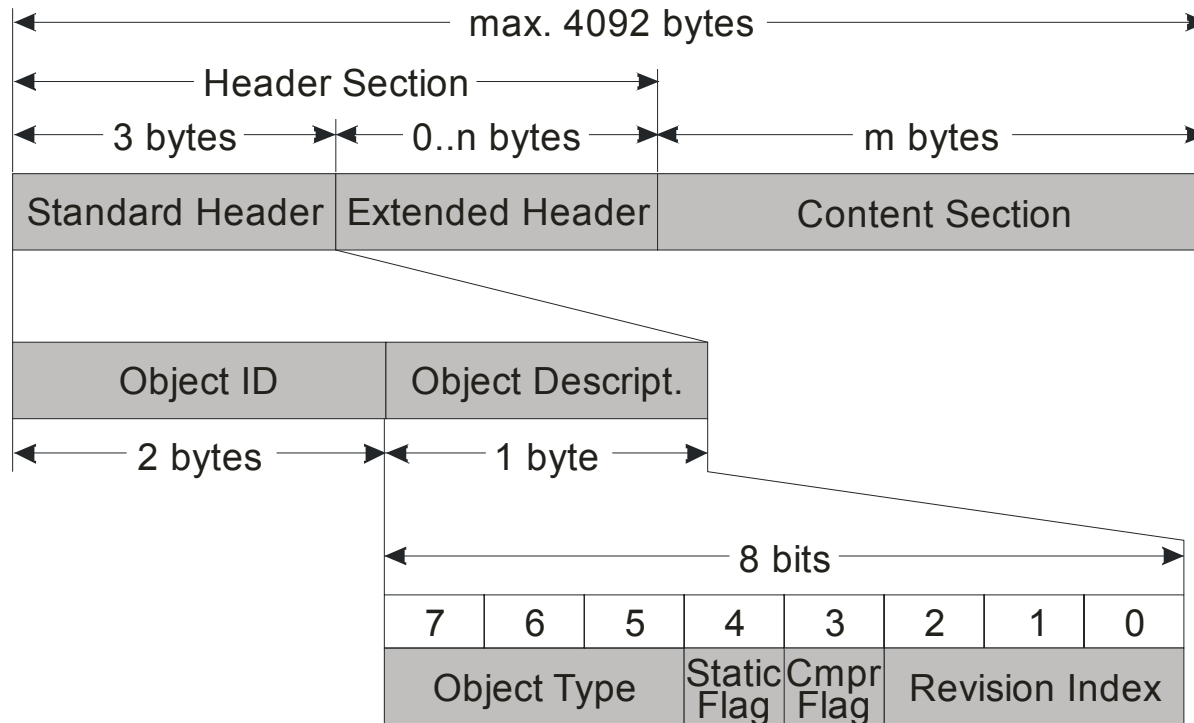 max. 4092 bytes
Header Section
3 bytes
0..n bytes
m bytes
Standard Header
Extended Header
Content Section
Object ID
Object Descript.
2 bytes
1 byte
8 bits
7
6
5
4
3
2
1
0
Object Type
Static
Flag
Cmpr
Flag
Revision Index